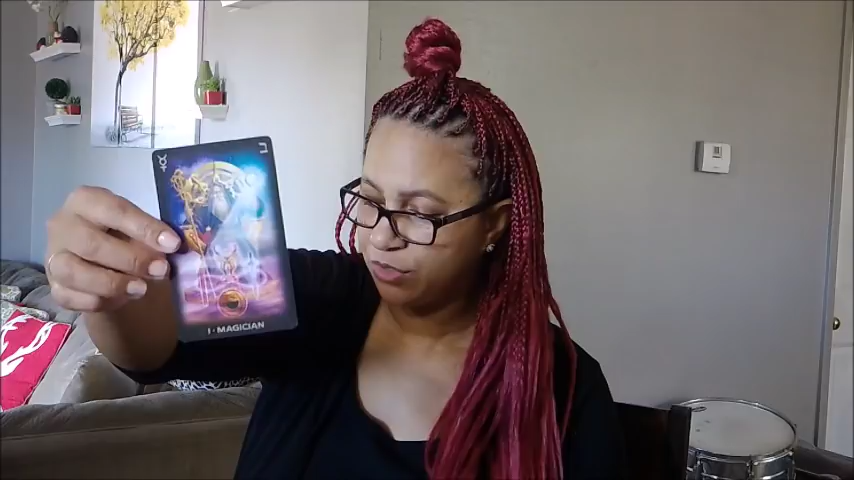 ☿ ב
I · MAGICIAN